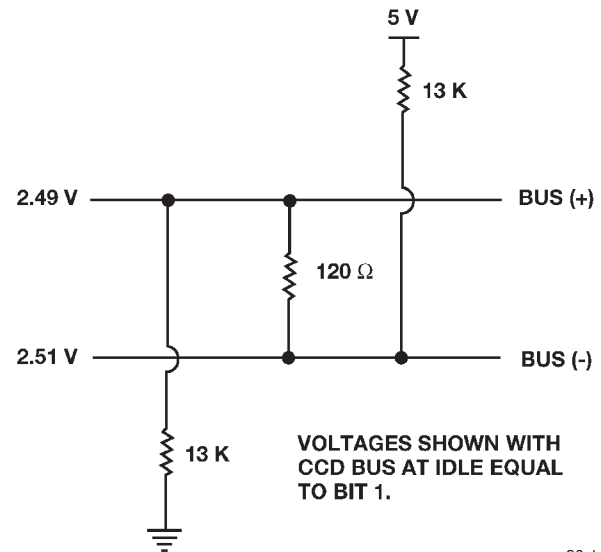 5 V
13 K
2.49 V
BUS (+)
120 Ω
2.51 V
BUS (-)
13 K
VOLTAGES SHOWN WITH
CCD BUS AT IDLE EQUAL
TO BIT 1.